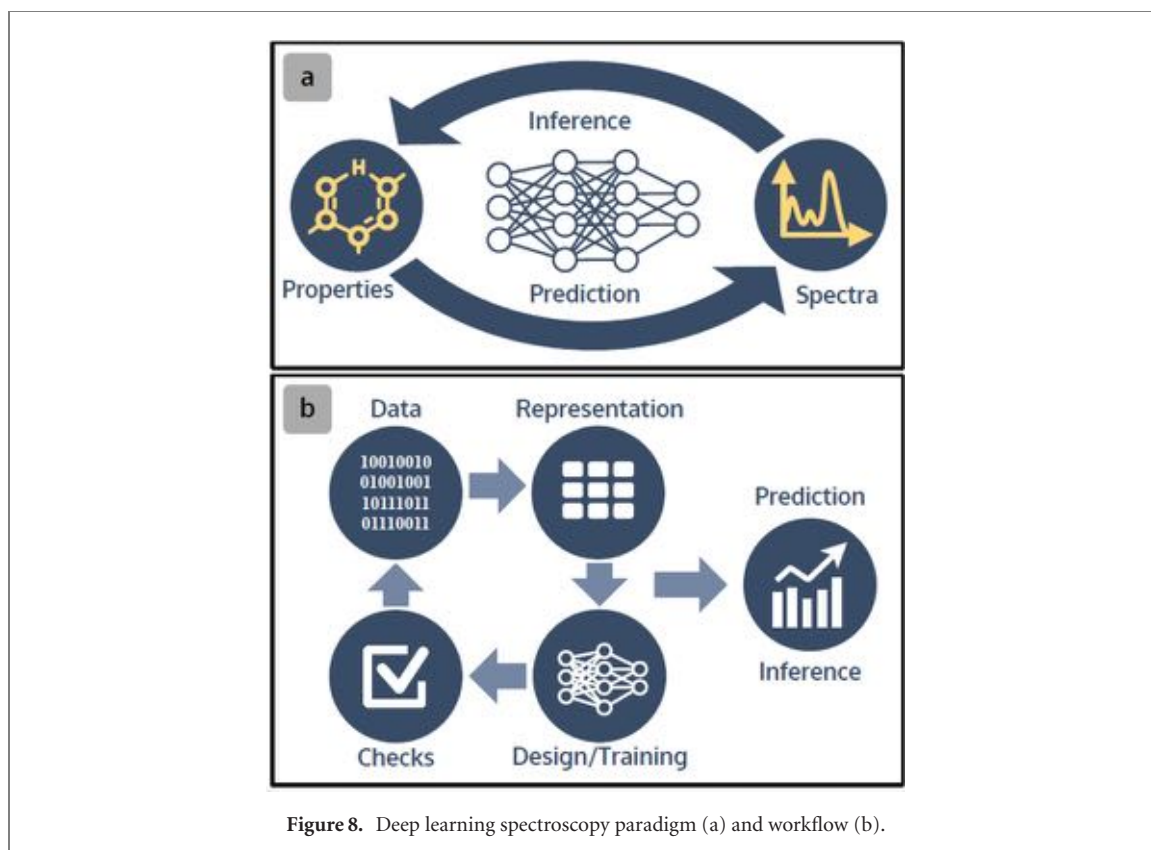 a
Inference
H
Properties
Prediction
Spectra
b
Data
Representation
10010010
01001001
10111011
01110011
Prediction
Inference
Checks
Design/Training
Figure 8. Deep learning spectroscopy paradigm (a) and workflow (b).